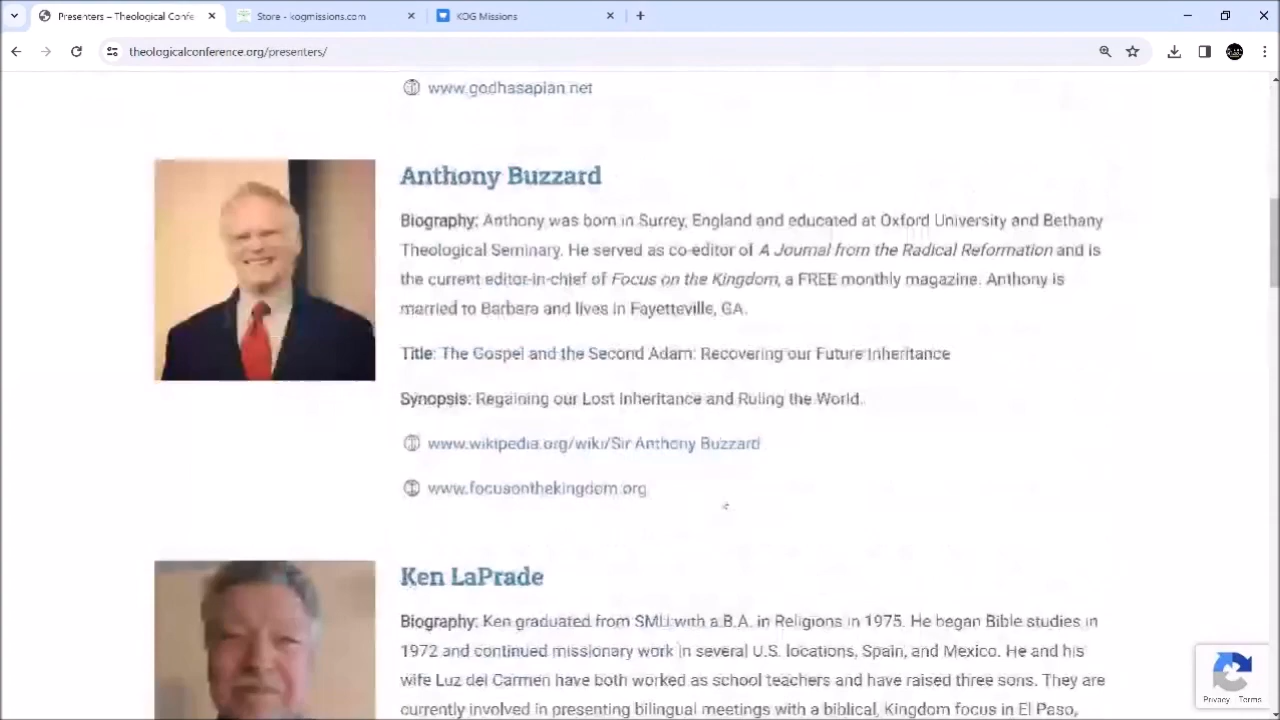 Presenters – Theological Confe
Store - kogmissions.com
KOG Missions
theologicalconference.org/presenters/
www.godhasaplan.net
Anthony Buzzard
Biography: Anthony was born in Surrey, England and educated at Oxford University and Bethany
Theological Seminary. He served as co-editor of A Journal from the Radical Reformation and is
the current editor-in-chief of Focus on the Kingdom, a FREE monthly magazine. Anthony is
married to Barbara and lives in Fayetteville, GA.
Title: The Gospel and the Second Adam: Recovering our Future Inheritance
Synopsis: Regaining our Lost Inheritance and Ruling the World.
www.wikipedia.org/wiki/Sir Anthony Buzzard
www.focusonthekingdom.org
Ken LaPrade
Biography: Ken graduated from SMU with a B.A. in Religions in 1975. He began Bible studies in
1972 and continued missionary work in several U.S. locations, Spain, and Mexico. He and his
wife Luz del Carmen have both worked as school teachers and have raised three sons. They are
currently involved in presenting bilingual meetings with a biblical, Kingdom focus in El Paso,
Privacy - Terms